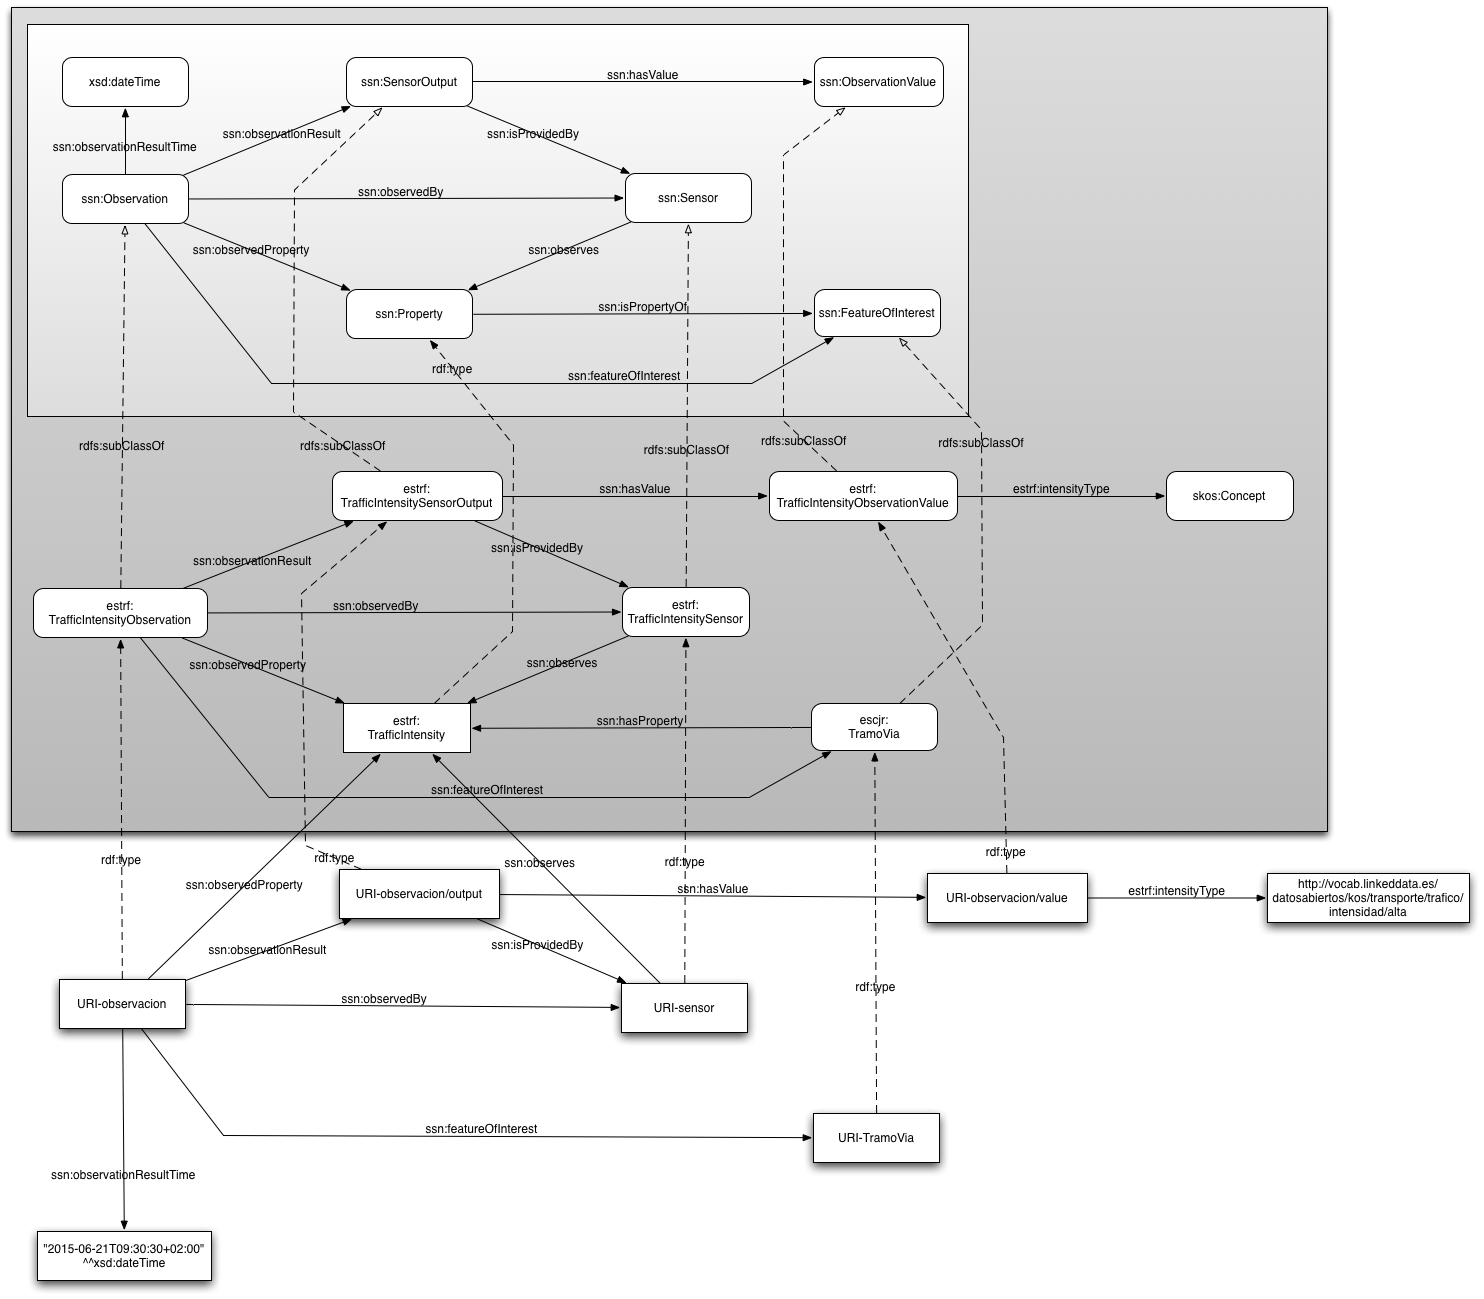 xsd:dateTime
ssn:SensorOutput
ssn:hasValue
ssn:ObservationValue
ssn:observationResult
ssn:isProvidedBy
ssn:observationResultTime
ssn:Observation
ssn:observedBy
ssn:Sensor
ssn:observedProperty
ssn:observes
ssn:Property
ssn:isPropertyOf
ssn:FeatureOfInterest
rdf:type
ssn:featureOfInterest
rdfs:subClassOf
rdfs:subClassOf
rdfs:subClassOf
rdfs:subClassOf
rdfs:subClassOf
estrf:
TrafficIntensitySensorOutput
ssn:hasValue
estrf:
TrafficIntensityObservationValue
estrf:intensityType
skos:Concept
ssn:observationResult
ssn:isProvidedBy
estrf:
TrafficIntensityObservation
ssn:observedBy
estrf:
TrafficIntensitySensor
ssn:observedProperty
ssn:observes
estrf:
TrafficIntensity
ssn:hasProperty
escjr:
TramoVia
ssn:featureOfInterest
rdf:type
rdf:type
ssn:observes
rdf:type
rdf:type
ssn:observedProperty
URI-observacion/output
ssn:hasValue
URI-observacion/value
estrf:intensityType
http://vocab.linkeddata.es/
datosabiertos/kos/transporte/trafico/
intensidad/alta
ssn:observationResult
ssn:isProvidedBy
URI-observacion
ssn:observedBy
URI-sensor
rdf:type
ssn:featureOfInterest
URI-TramoVia
ssn:observationResultTime
"2015-06-21T09:30:30+02:00"
^^xsd:dateTime